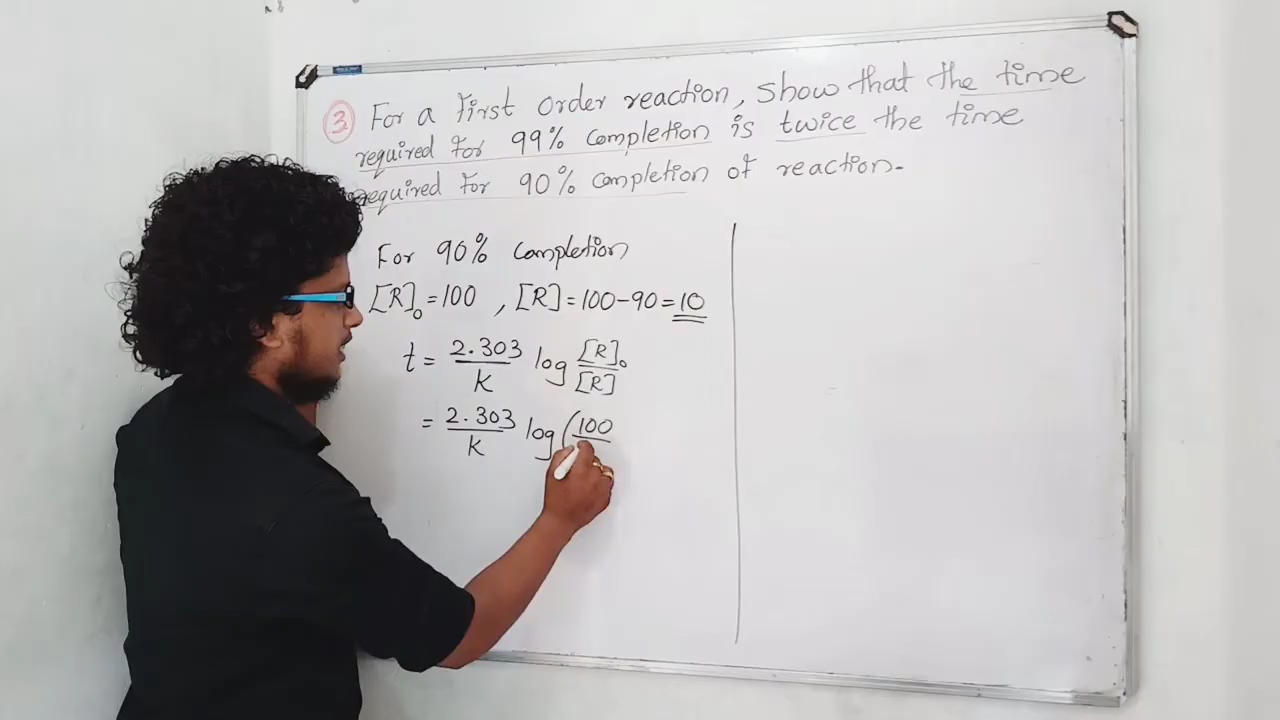 3 For a first order reaction, show that the time
required for 99% completion is twice the time
required for 90% completion of reaction.
For 90% completion
[R]₀ = 100 , [R] = 100-90 = 10
t = 2.303/k log [R]₀/[R]
= 2.303/k log (100